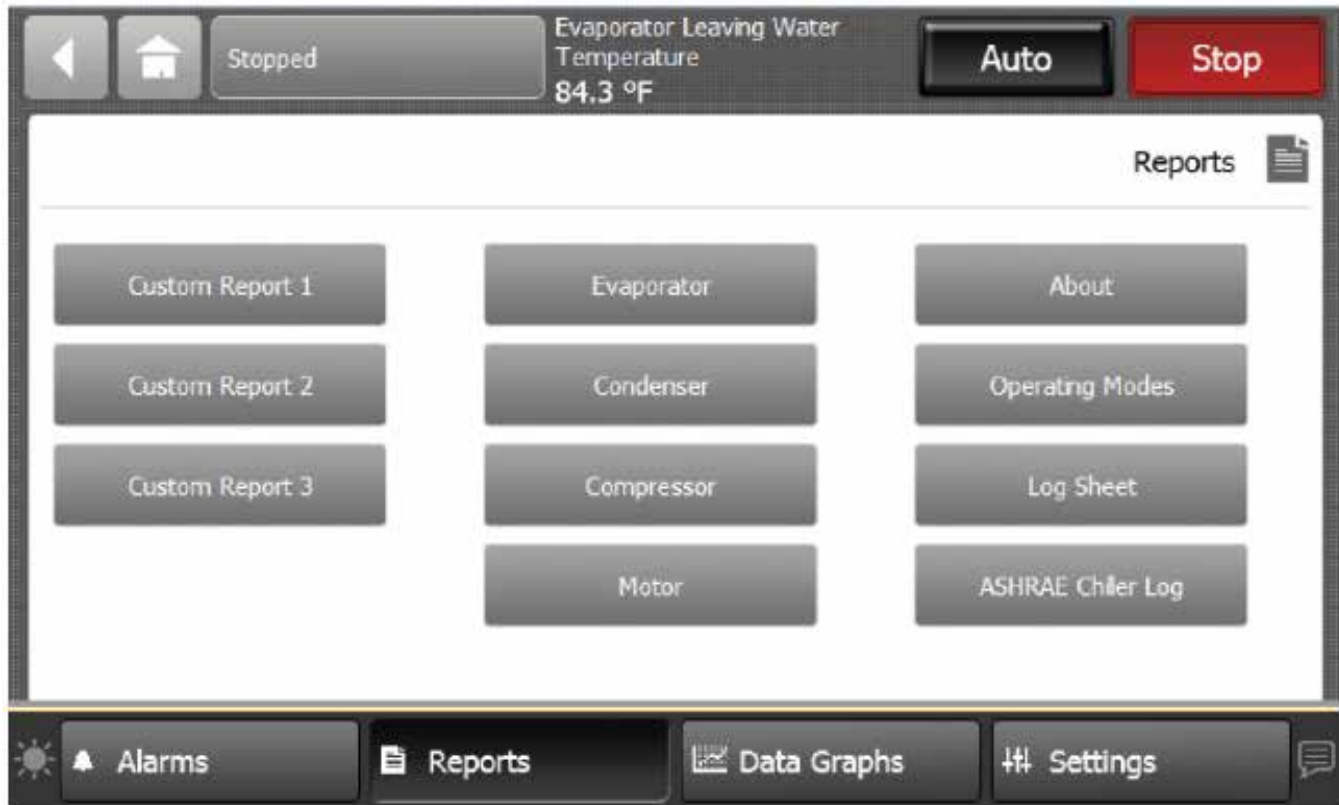 Stopped
Evaporator Leaving Water
Temperature
84.3 °F
Auto
Stop
Reports
Custom Report 1
Evaporator
About
Custom Report 2
Condenser
Operating Modes
Custom Report 3
Compressor
Log Sheet
Motor
ASHRAE Chiller Log
Alarms
Reports
Data Graphs
Settings